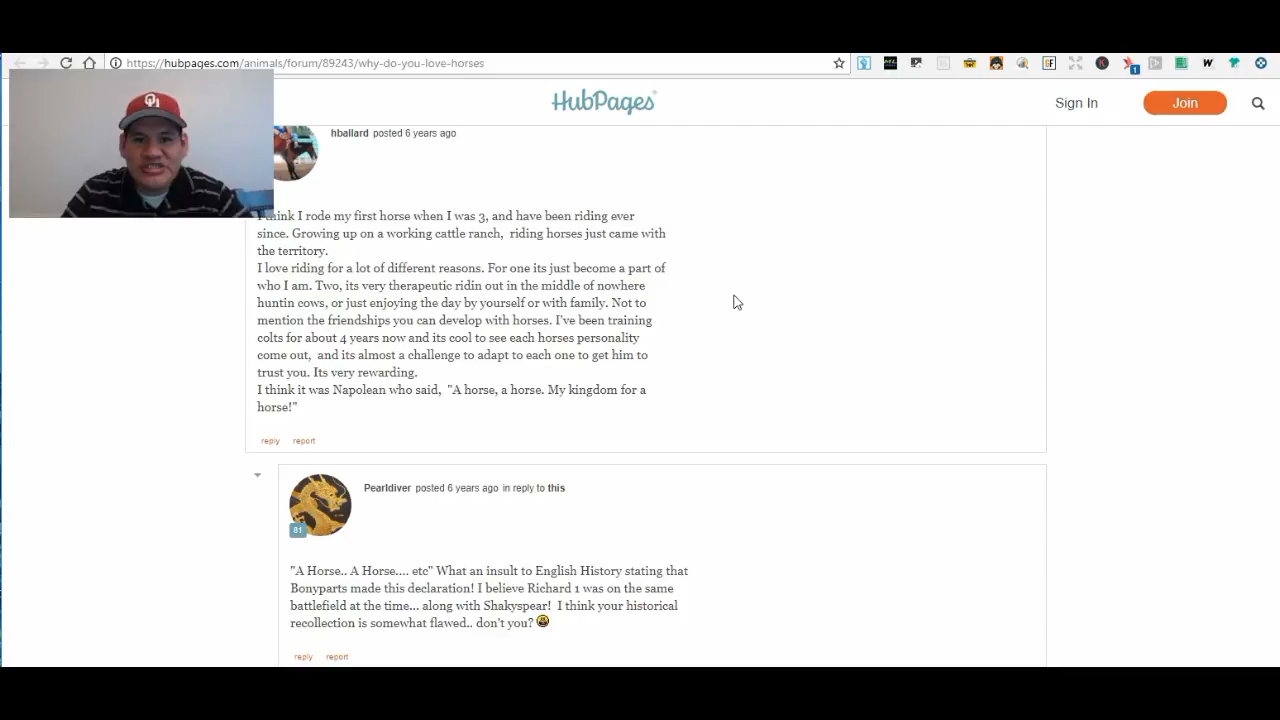 https://hubpages.com/animals/forum/89243/why-do-you-love-horses
OU
HubPages
Sign In
Join
hballard posted 6 years ago
think I rode my first horse when I was 3, and have been riding ever
since. Growing up on a working cattle ranch, riding horses just came with
the territory.
I love riding for a lot of different reasons. For one its just become a part of
who I am. Two, its very therapeutic ridin out in the middle of nowhere
huntin cows, or just enjoying the day by yourself or with family. Not to
mention the friendships you can develop with horses. I've been training
colts for about 4 years now and its cool to see each horses personality
come out, and its almost a challenge to adapt to each one to get him to
trust you. Its very rewarding.
I think it was Napolean who said, "A horse, a horse. My kingdom for a
horse!"
reply report
Pearldiver posted 6 years ago in reply to this
81
"A Horse.. A Horse.... etc" What an insult to English History stating that
Bonyparts made this declaration! I believe Richard 1 was on the same
battlefield at the time... along with Shakyspear! I think your historical
recollection is somewhat flawed.. don't you?
reply report